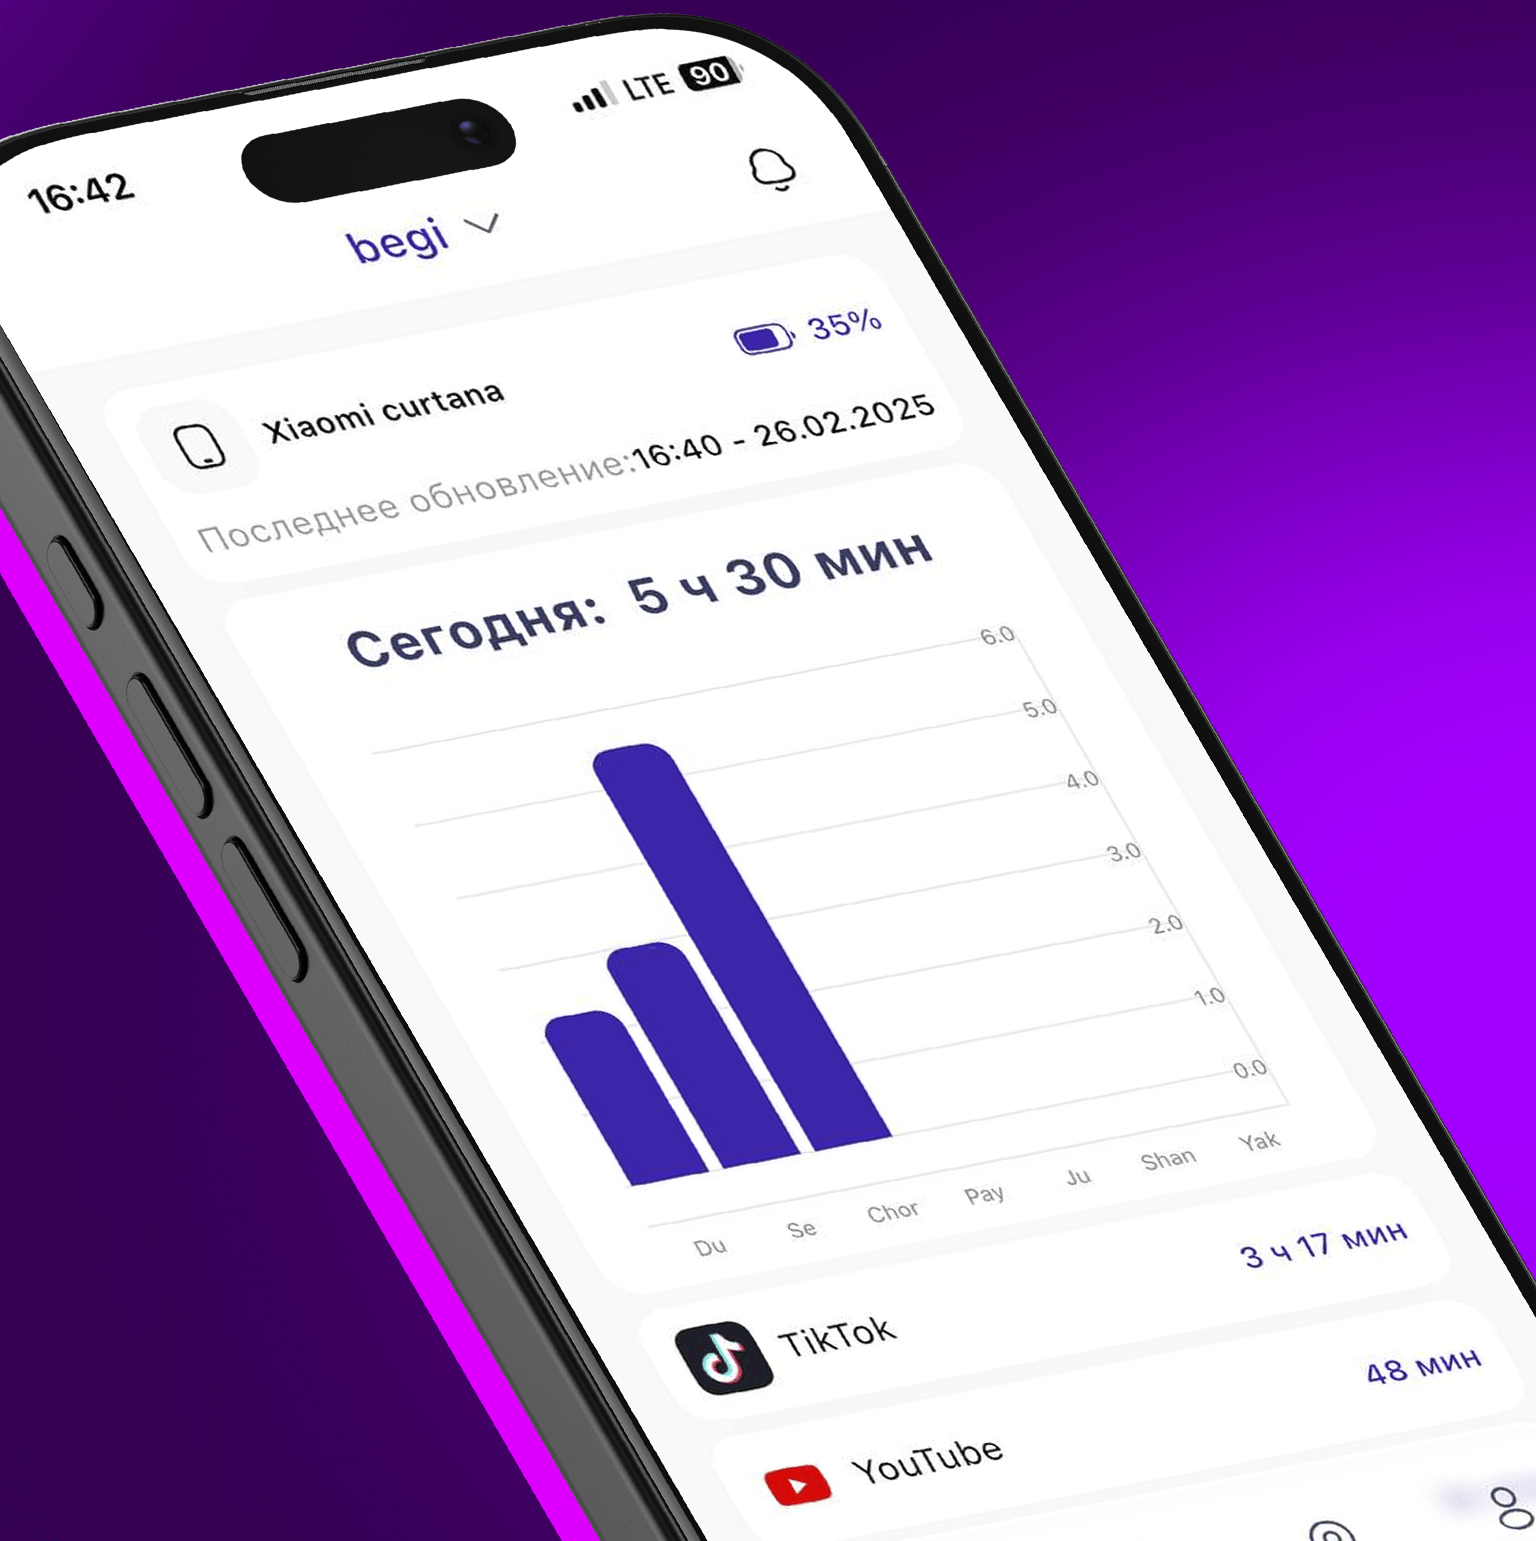 16:42
LTE 90
begi
Xiaomi curtana
35%
Последнее обновление:16:40 - 26.02.2025
Сегодня: 5 ч 30 мин
6.0
5.0
4.0
3.0
2.0
1.0
0.0
Du Se Chor Pay Ju Shan Yak
TikTok
3 ч 17 мин
YouTube
48 мин